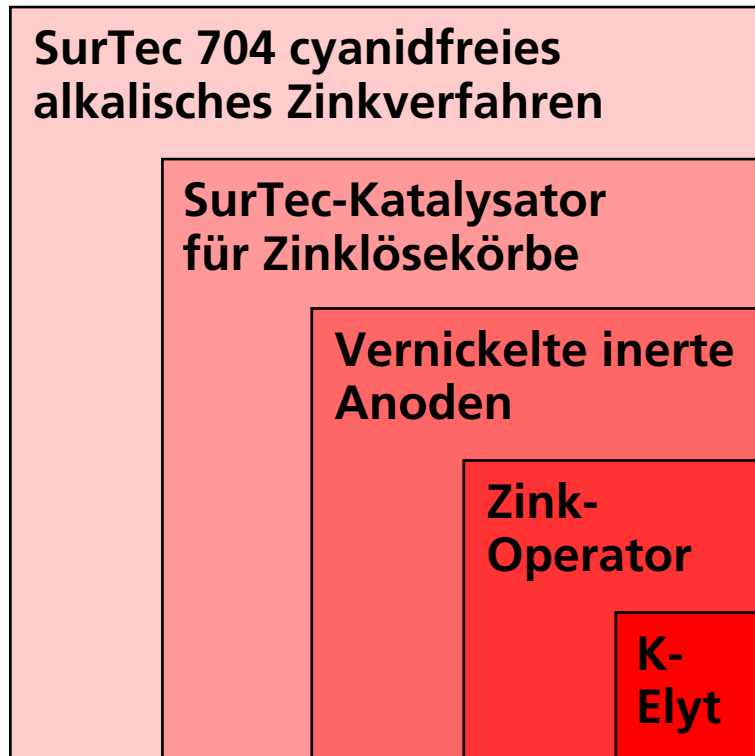 SurTec 704 cyanidfreies
alkalisches Zinkverfahren
SurTec-Katalysator
für Zinklösekörbe
Vernickelte inerte
Anoden
Zink-
Operator
K-
Elyt